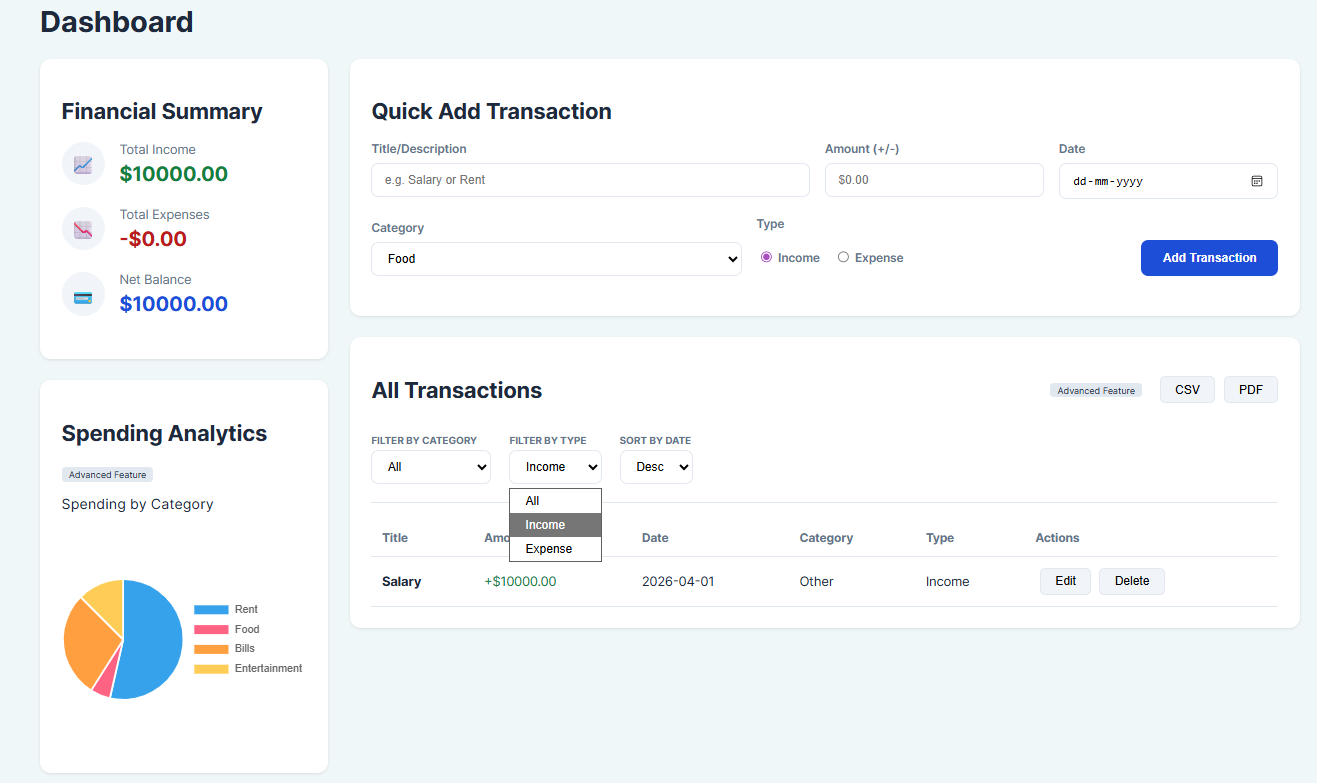 Dashboard
Financial Summary
Total Income
$10000.00
Total Expenses
-$0.00
Net Balance
$10000.00
Spending Analytics
Advanced Feature
Spending by Category
Rent
Food
Bills
Entertainment
Quick Add Transaction
Title/Description
Amount (+/-)
Date
e.g. Salary or Rent
$0.00
dd-mm-yyyy
Category
Type
Food
Income
Expense
Add Transaction
All Transactions
Advanced Feature
CSV
PDF
FILTER BY CATEGORY
FILTER BY TYPE
SORT BY DATE
All
Income
Desc
All
Income
Expense
Title
Amo
Date
Category
Type
Actions
Salary
+$10000.00
2026-04-01
Other
Income
Edit
Delete